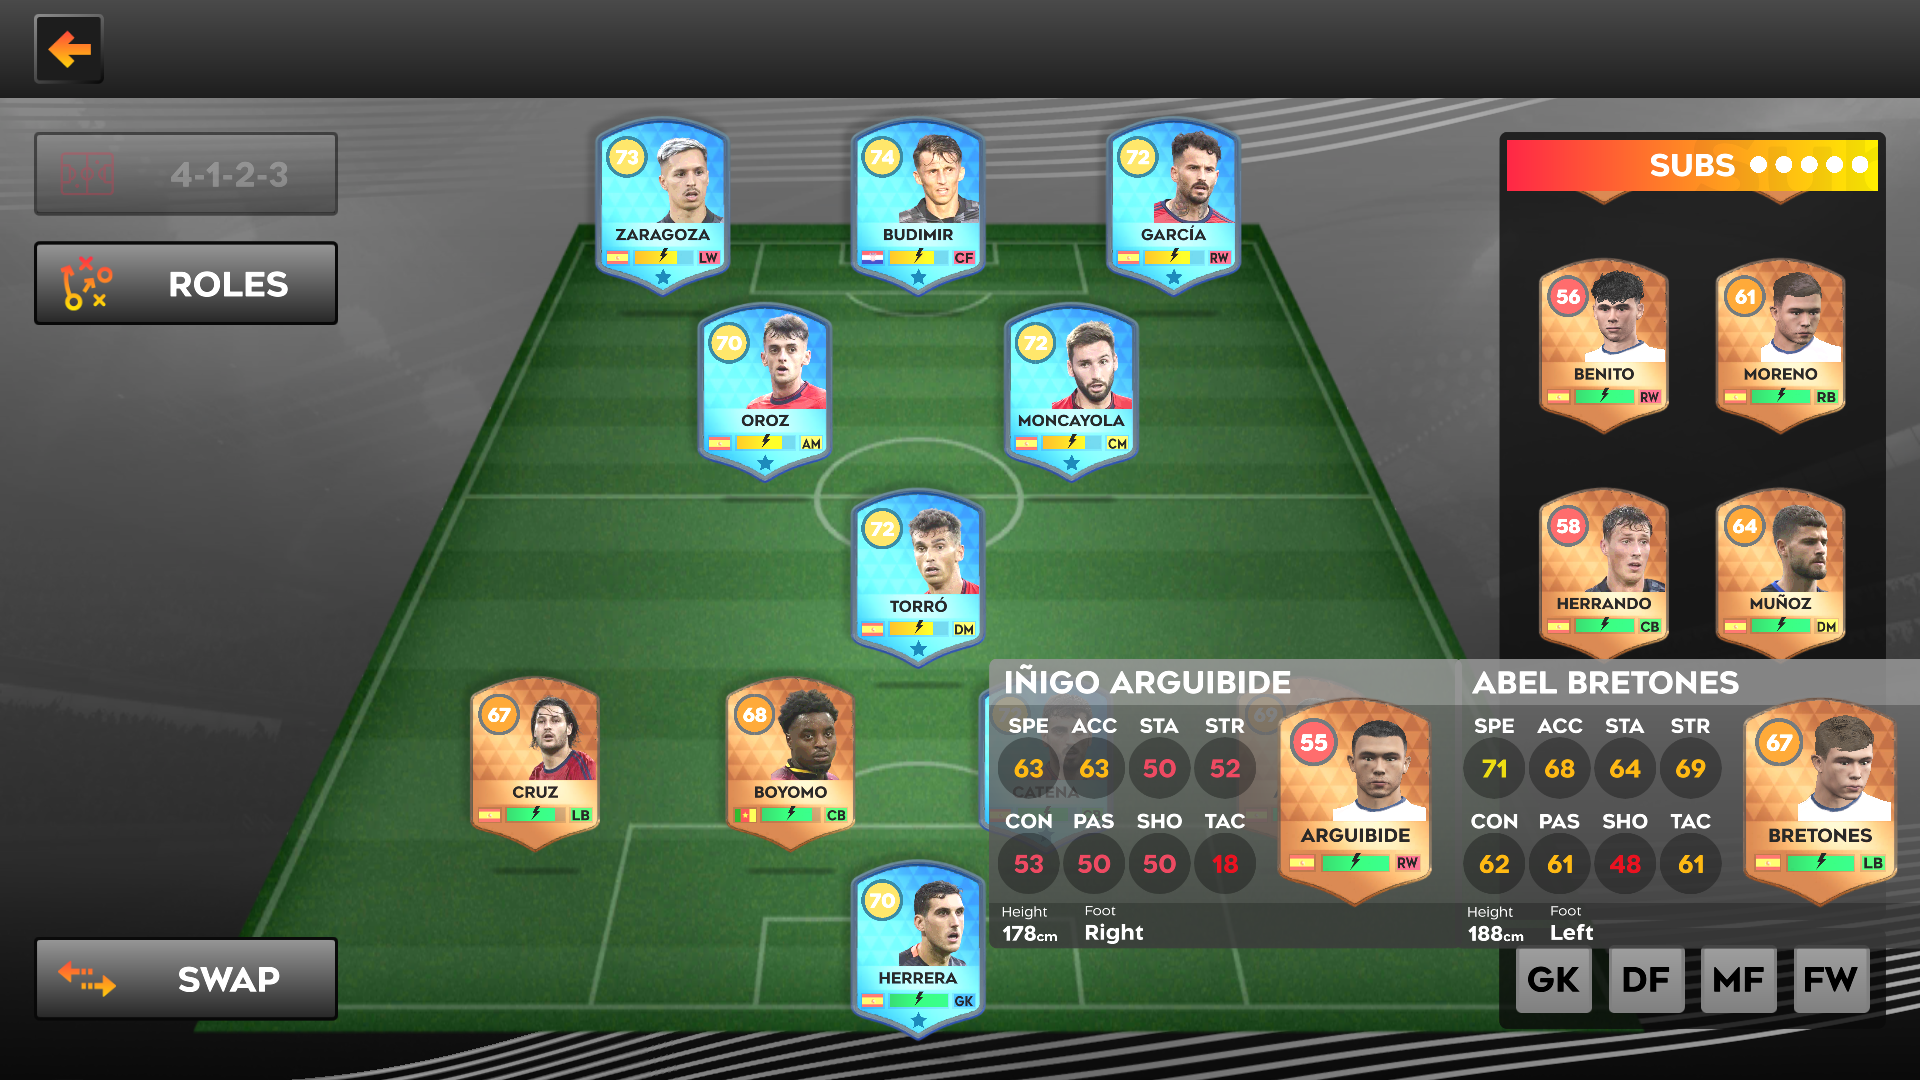 4-1-2-3
ROLES
SWAP
73
ZARAGOZA
LW
74
BUDIMIR
CF
72
GARCÍA
RW
70
OROZ
AM
72
MONCAYOLA
CM
72
TORRÓ
DM
67
CRUZ
LB
68
BOYOMO
CB
CATENA
CB
69
70
HERRERA
GK
SUBS
56
BENITO
RW
61
MORENO
RB
58
HERRANDO
CB
64
MUÑOZ
DM
IÑIGO ARGUIBIDE
SPE ACC STA STR
63 63 50 52
CON PAS SHO TAC
53 50 50 18
Height Foot
178cm Right
55
ARGUIBIDE
RW
ABEL BRETONES
SPE ACC STA STR
71 68 64 69
CON PAS SHO TAC
62 61 48 61
Height Foot
188cm Left
67
BRETONES
LB
GK DF MF FW